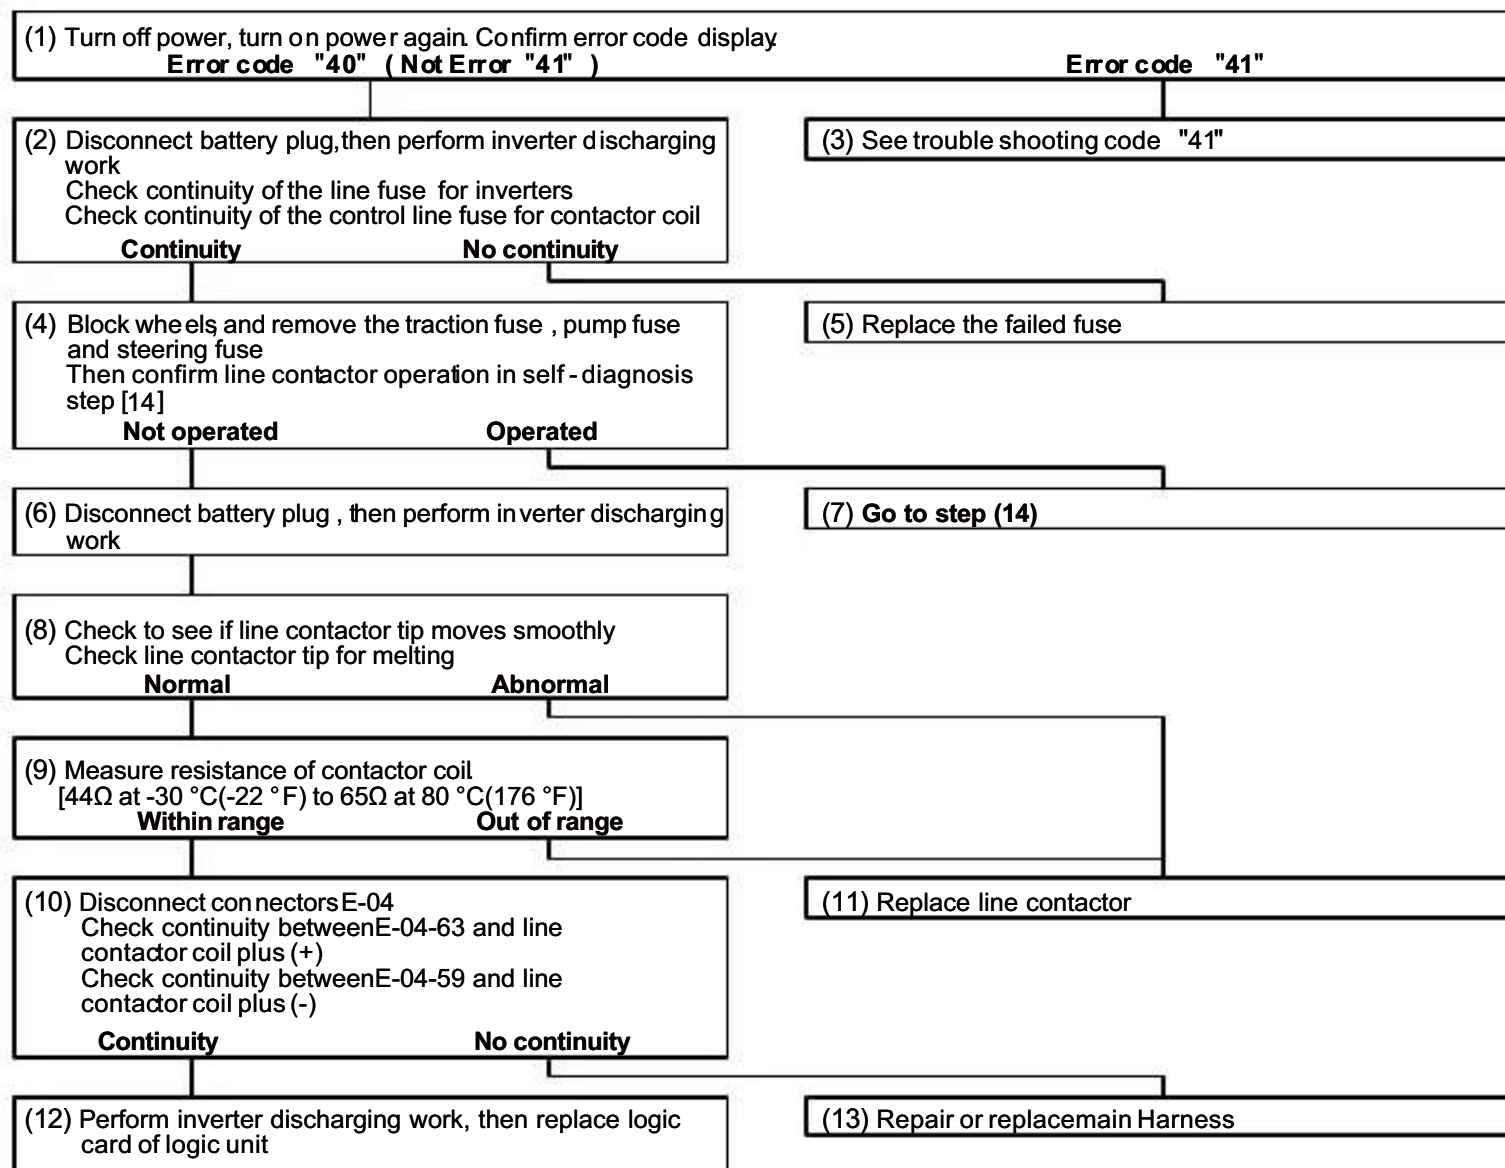 (1) Turn off power, turn on power again. Confirm error code display.
Error code "40" ( Not Error "41" )
Error code "41"
(2) Disconnect battery plug, then perform inverter discharging
work
Check continuity of the line fuse for inverters
Check continuity of the control line fuse for contactor coil
Continuity
No continuity
(3) See trouble shooting code "41"
(4) Block wheels, and remove the traction fuse , pump fuse
and steering fuse
Then confirm line contactor operation in self - diagnosis
step [14]
Not operated
Operated
(5) Replace the failed fuse
(6) Disconnect battery plug , then perform inverter discharging
work
(7) Go to step (14)
(8) Check to see if line contactor tip moves smoothly
Check line contactor tip for melting
Normal
Abnormal
(9) Measure resistance of contactor coil.
[44Ω at -30 °C(-22 °F) to 65Ω at 80 °C(176 °F)]
Within range
Out of range
(10) Disconnect connectors E-04
Check continuity between E-04-63 and line
contactor coil plus (+)
Check continuity between E-04-59 and line
contactor coil plus (-)
Continuity
No continuity
(11) Replace line contactor
(12) Perform inverter discharging work, then replace logic
card of logic unit
(13) Repair or replace main Harness